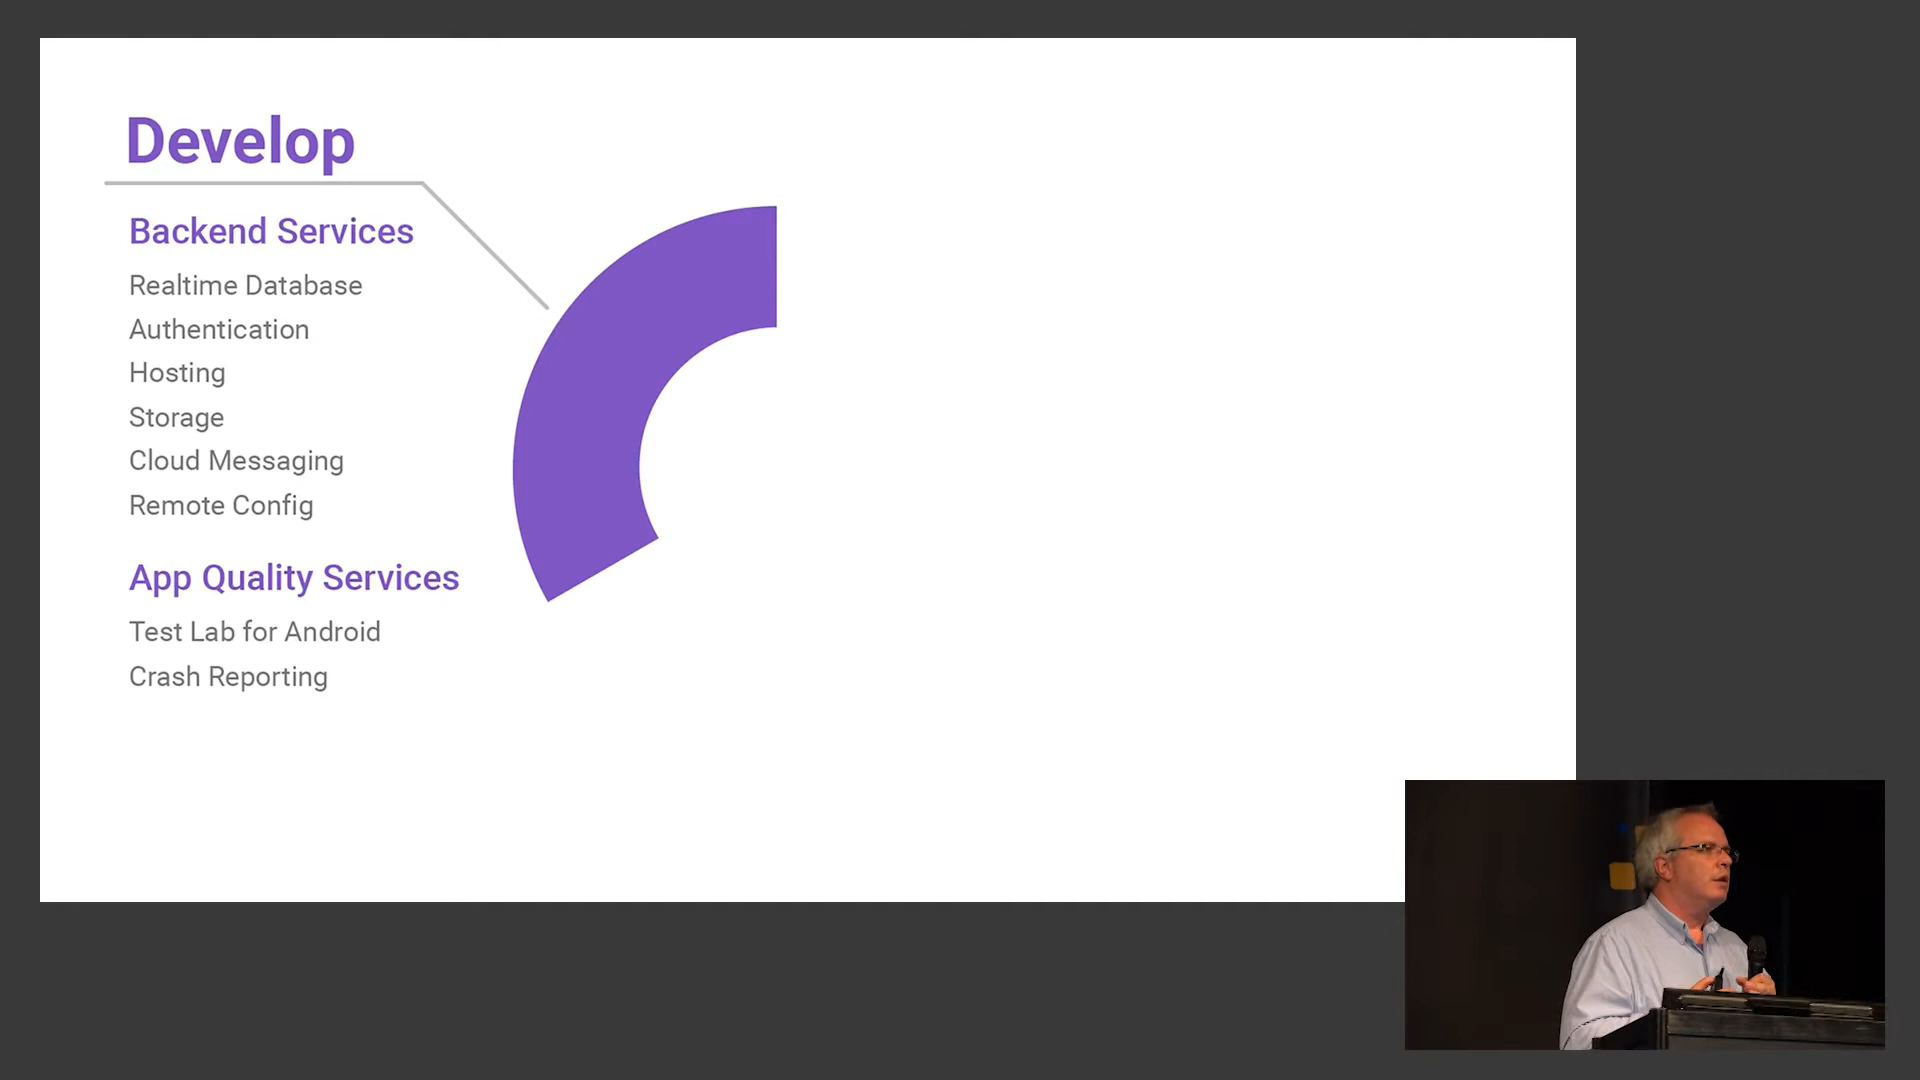 Develop
Backend Services
Realtime Database
Authentication
Hosting
Storage
Cloud Messaging
Remote Config
App Quality Services
Test Lab for Android
Crash Reporting